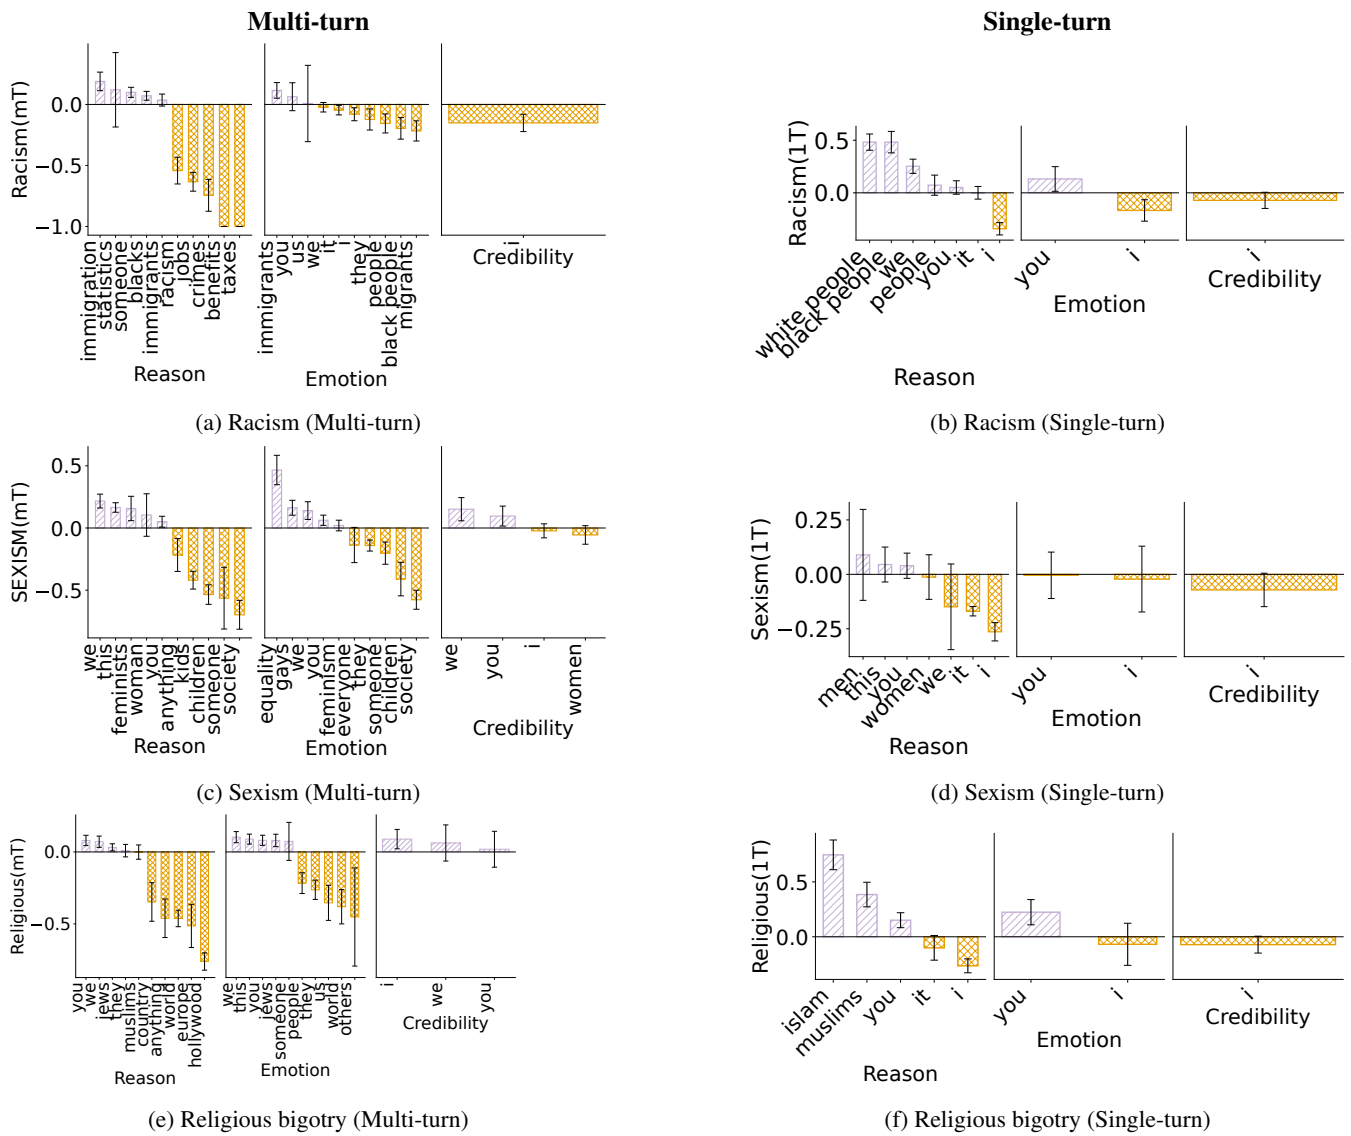 Multi-turn
Single-turn
Racism(mT)
0.0
−0.5
−1.0
immigration
statistics
someone
blacks
immigrants
racism
jobs
crimes
benefits
taxes
Reason
immigrants
you
us
we
it
i
they
people
black people
migrants
Emotion
i
Credibility
(a) Racism (Multi-turn)
Racism(1T)
0.5
0.0
white people
black people
we
people
you
it
i
Reason
you
i
Emotion
i
Credibility
(b) Racism (Single-turn)
SEXISM(mT)
0.5
0.0
−0.5
we
this
feminists
woman
you
anything
kids
children
someone
society
Reason
equality
gays
we
you
feminism
everyone
they
someone
children
society
Emotion
we
you
i
women
Credibility
(c) Sexism (Multi-turn)
Sexism(1T)
0.25
0.00
−0.25
men
this
you
women
we
it
i
Reason
you
i
Emotion
i
Credibility
(d) Sexism (Single-turn)
Religious(mT)
0.0
−0.5
you
we
jews
they
muslims
country
anything
world
europe
hollywood
Reason
we
this
you
jews
someone
people
they
us
world
others
Emotion
i
we
you
Credibility
(e) Religious bigotry (Multi-turn)
Religious(1T)
0.5
0.0
islam
muslims
you
it
i
Reason
you
i
Emotion
i
Credibility
(f) Religious bigotry (Single-turn)